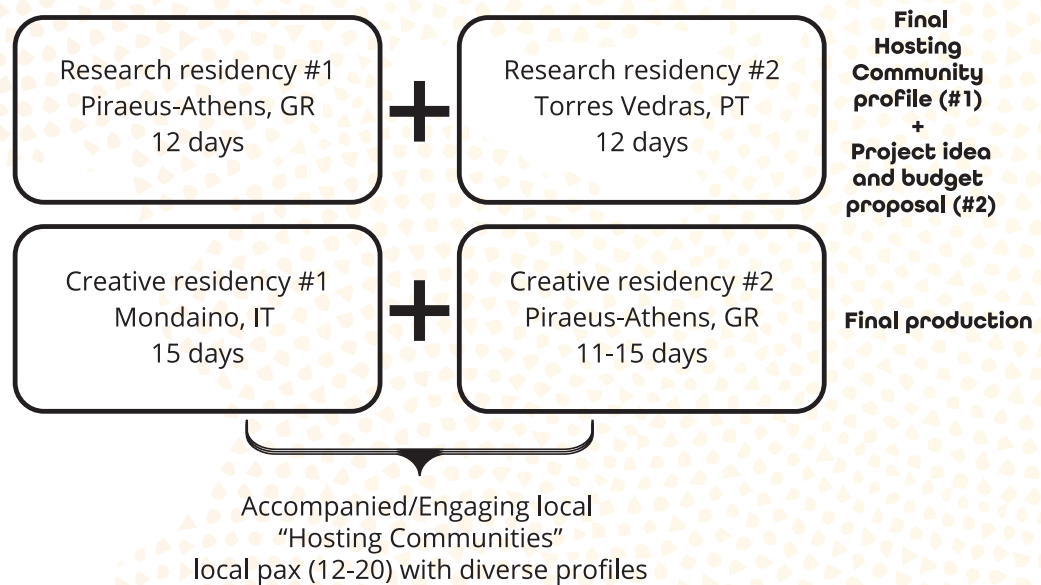 Research residency #1
Piraeus-Athens, GR
12 days
+
Research residency #2
Torres Vedras, PT
12 days
Final
Hosting
Community
profile (#1)
+
Project idea
and budget
proposal (#2)
Creative residency #1
Mondaino, IT
15 days
+
Creative residency #2
Piraeus-Athens, GR
11-15 days
Final production
Accompanied/Engaging local
“Hosting Communities”
local pax (12-20) with diverse profiles